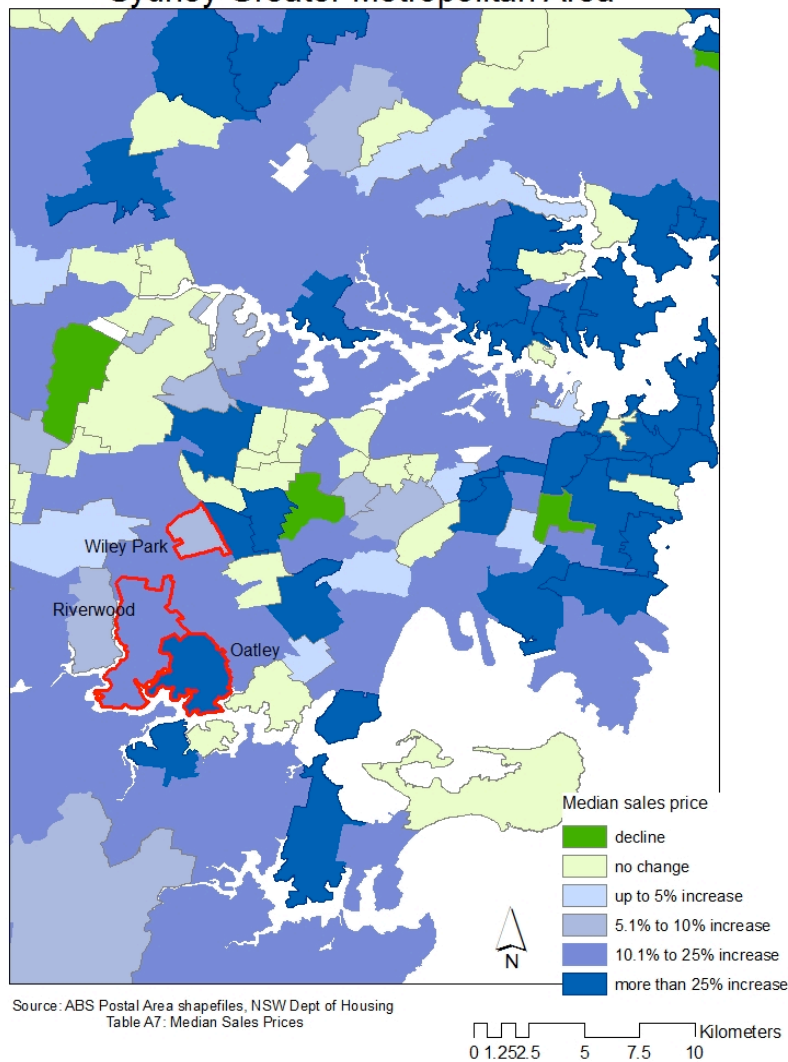 Sydney Greater Metropolitan Area
Wiley Park
Riverwood
Oatley
Median sales price
decline
no change
up to 5% increase
5.1% to 10% increase
10.1% to 25% increase
more than 25% increase
N
Source: ABS Postal Area shapefiles, NSW Dept of Housing
Table A7: Median Sales Prices
Kilometers
0 1.252.5 5 7.5 10